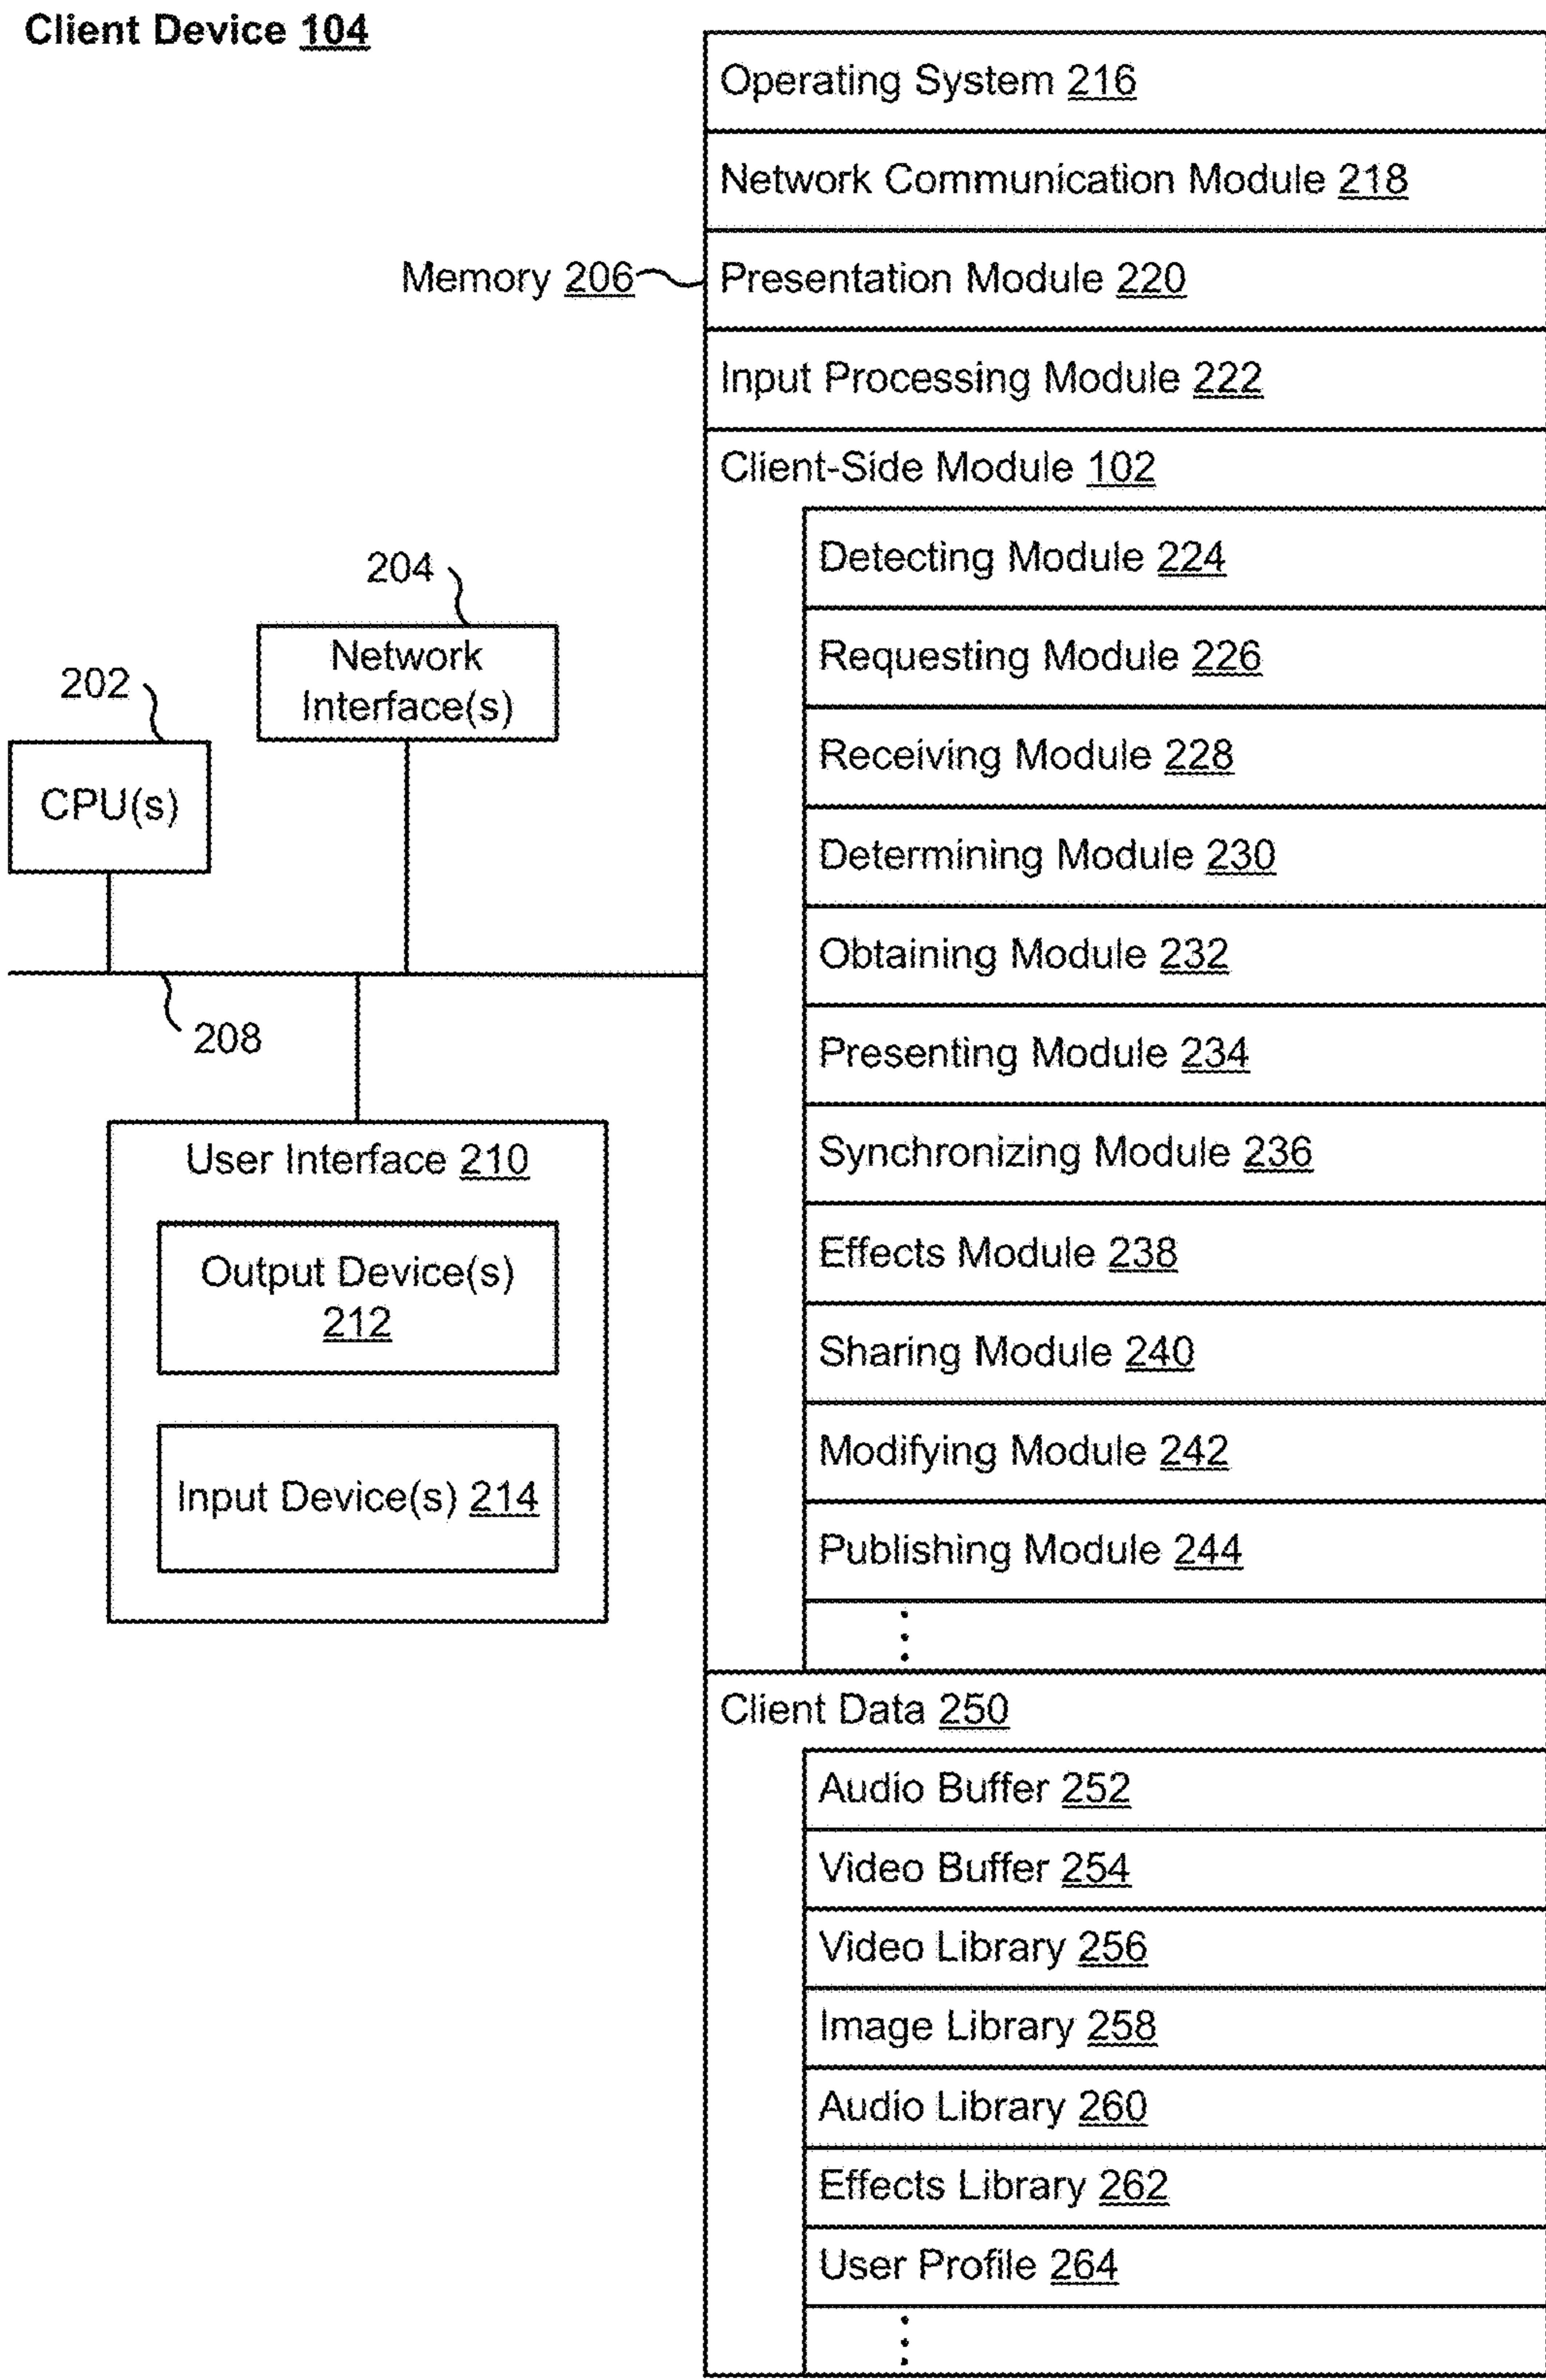 Client Device 104
Operating System 216
Network Communication Module 218
Memory 206
Presentation Module 220
Input Processing Module 222
Client-Side Module 102
Detecting Module 224
Requesting Module 226
Receiving Module 228
Determining Module 230
Obtaining Module 232
Presenting Module 234
Synchronizing Module 236
Effects Module 238
Sharing Module 240
Modifying Module 242
Publishing Module 244
Client Data 250
Audio Buffer 252
Video Buffer 254
Video Library 256
Image Library 258
Audio Library 260
Effects Library 262
User Profile 264
204
Network
Interface(s)
202
CPU(s)
208
User Interface 210
Output Device(s)
212
Input Device(s) 214